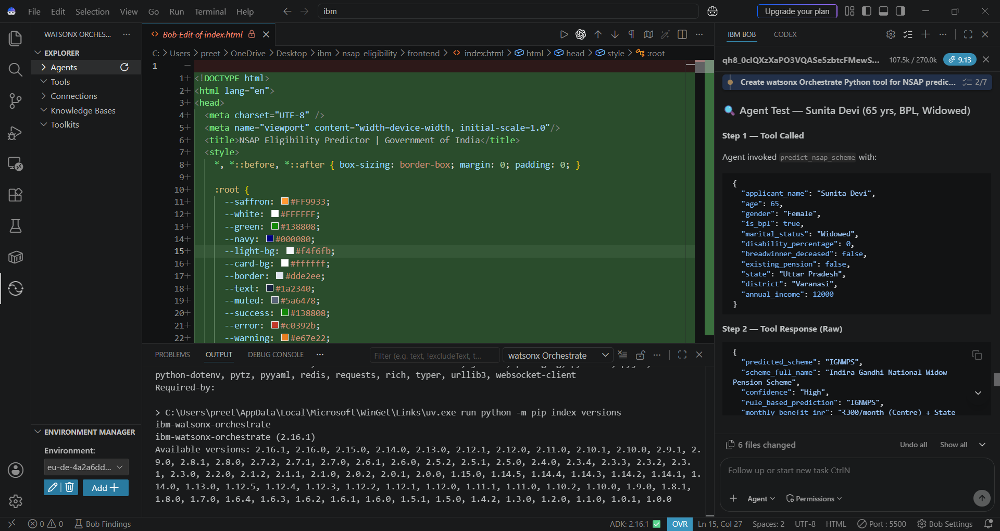 File Edit Selection View Go Run Terminal Help
ibm
Upgrade your plan
WATSONX ORCHES...
EXPLORER
Agents
Tools
Connections
Knowledge Bases
Toolkits
ENVIRONMENT MANAGER
Environment:
eu-de-4a2a6dd...
Add
Bob Edit of index.html
C: > Users > preet > OneDrive > Desktop > ibm > nsap_eligibility > frontend > index.html > html > head > style > :root
1 −
1+ <!DOCTYPE html>
2+ <html lang="en">
3+ <head>
4+ <meta charset="UTF-8" />
5+ <meta name="viewport" content="width=device-width, initial-scale=1.0"/>
6+ <title>NSAP Eligibility Predictor | Government of India</title>
7+ <style>
8+ *, *::before, *::after { box-sizing: border-box; margin: 0; padding: 0; }
9+
10+ :root {
11+ --saffron: #FF9933;
12+ --white: #FFFFFF;
13+ --green: #138808;
14+ --navy: #000080;
15+ --light-bg: #f4f6fb;
16+ --card-bg: #ffffff;
17+ --border: #dde2ee;
18+ --text: #1a2340;
19+ --muted: #5a6478;
20+ --success: #138808;
21+ --error: #c0392b;
22+ --warning: #e67e22;
PROBLEMS OUTPUT DEBUG CONSOLE
Filter (e.g. text, !excludeText, t...
watsonx Orchestrate
python-dotenv, pytz, pyyaml, redis, requests, rich, typer, urllib3, websocket-client
Required-by:
> C:\Users\preet\AppData\Local\Microsoft\WinGet\Links\uv.exe run python -m pip index versions
ibm-watsonx-orchestrate
ibm-watsonx-orchestrate (2.16.1)
Available versions: 2.16.1, 2.16.0, 2.15.0, 2.14.0, 2.13.0, 2.12.1, 2.12.0, 2.11.0, 2.10.1, 2.10.0, 2.9.1, 2.
9.0, 2.8.1, 2.8.0, 2.7.2, 2.7.1, 2.7.0, 2.6.1, 2.6.0, 2.5.2, 2.5.1, 2.5.0, 2.4.0, 2.3.4, 2.3.3, 2.3.2, 2.3.
1, 2.3.0, 2.2.0, 2.1.2, 2.1.1, 2.1.0, 2.0.2, 2.0.1, 2.0.0, 1.15.0, 1.14.5, 1.14.4, 1.14.3, 1.14.2, 1.14.1, 1.
14.0, 1.13.0, 1.12.5, 1.12.4, 1.12.3, 1.12.2, 1.12.1, 1.12.0, 1.11.1, 1.11.0, 1.10.2, 1.10.0, 1.9.0, 1.8.1,
1.8.0, 1.7.0, 1.6.4, 1.6.3, 1.6.2, 1.6.1, 1.6.0, 1.5.1, 1.5.0, 1.4.2, 1.3.0, 1.2.0, 1.1.0, 1.0.1, 1.0.0
IBM BOB CODEX
qh8_0clQXzXaPO3VQASe5zbtcFMewS... 107.5k / 270.0k 9.13
Create watsonx Orchestrate Python tool for NSAP predic... 2/7
Agent Test — Sunita Devi (65 yrs, BPL, Widowed)
Step 1 — Tool Called
Agent invoked predict_nsap_scheme with:
{
"applicant_name": "Sunita Devi",
"age": 65,
"gender": "Female",
"is_bpl": true,
"marital_status": "Widowed",
"disability_percentage": 0,
"breadwinner_deceased": false,
"existing_pension": false,
"state": "Uttar Pradesh",
"district": "Varanasi",
"annual_income": 12000
}
Step 2 — Tool Response (Raw)
{
"predicted_scheme": "IGNWPS",
"scheme_full_name": "Indira Gandhi National Widow
Pension Scheme",
"confidence": "High",
"rule_based_prediction": "IGNWPS",
"monthly_benefit_inr": "₹300/month (Centre) + State
6 files changed
Undo all Show all
Follow up or start new task CtrlN
Agent Permissions
0 0 Bob Findings
ADK: 2.16.1 OVR Ln 15, Col 27 Spaces: 2 UTF-8 HTML Port : 5500 Bob Settings